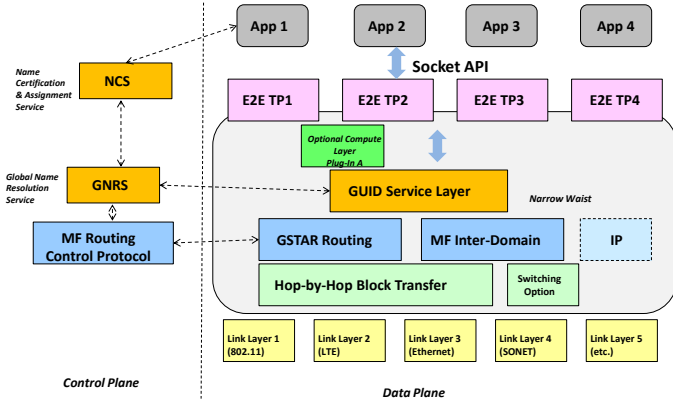 App 1
App 2
App 3
App 4
Socket API
Name
Certification
& Assignment
Service
NCS
E2E TP1
E2E TP2
E2E TP3
E2E TP4
Optional Compute
Layer
Plug-In A
Global Name
Resolution
Service
GNRS
GUID Service Layer
Narrow Waist
MF Routing
Control Protocol
GSTAR Routing
MF Inter-Domain
IP
Hop-by-Hop Block Transfer
Switching
Option
Link Layer 1
(802.11)
Link Layer 2
(LTE)
Link Layer 3
(Ethernet)
Link Layer 4
(SONET)
Link Layer 5
(etc.)
Control Plane
Data Plane